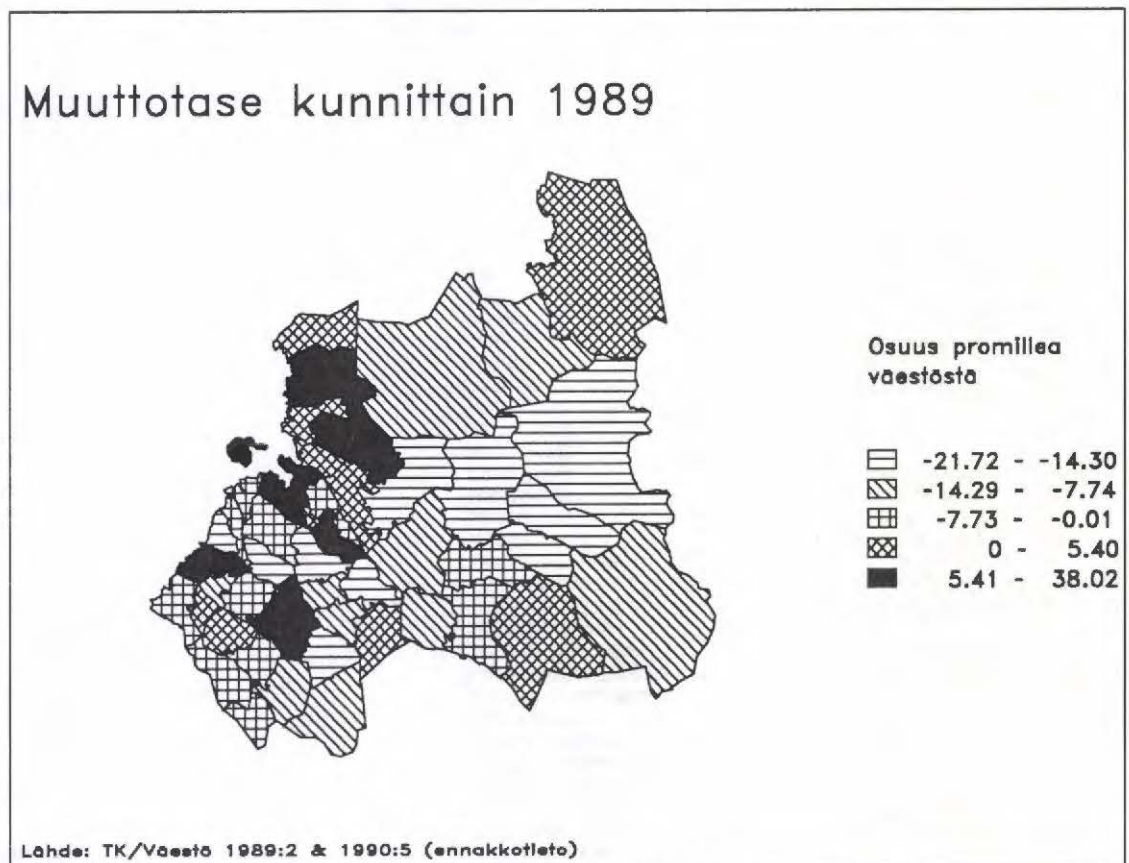 Muuttotase kunnittain 1989
Osuus promillea
väestöstä
-21.72 - -14.30
-14.29 - -7.74
-7.73 - -0.01
0 - 5.40
5.41 - 38.02
Lähde: TK/Väestö 1989:2 & 1990:5 (ennakkotieto)